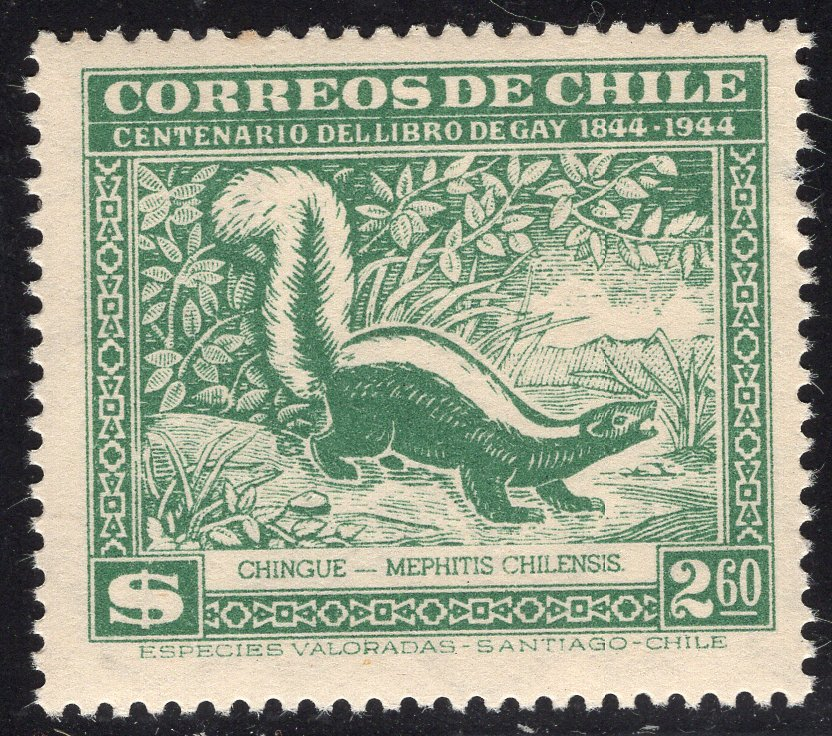 CORREOS DE CHILE
CENTENARIO DEL LIBRO DE GAY 1844-1944
CHINGUE — MEPHITIS CHILENSIS.
$ 2 60
ESPECIES VALORADAS - SANTIAGO - CHILE